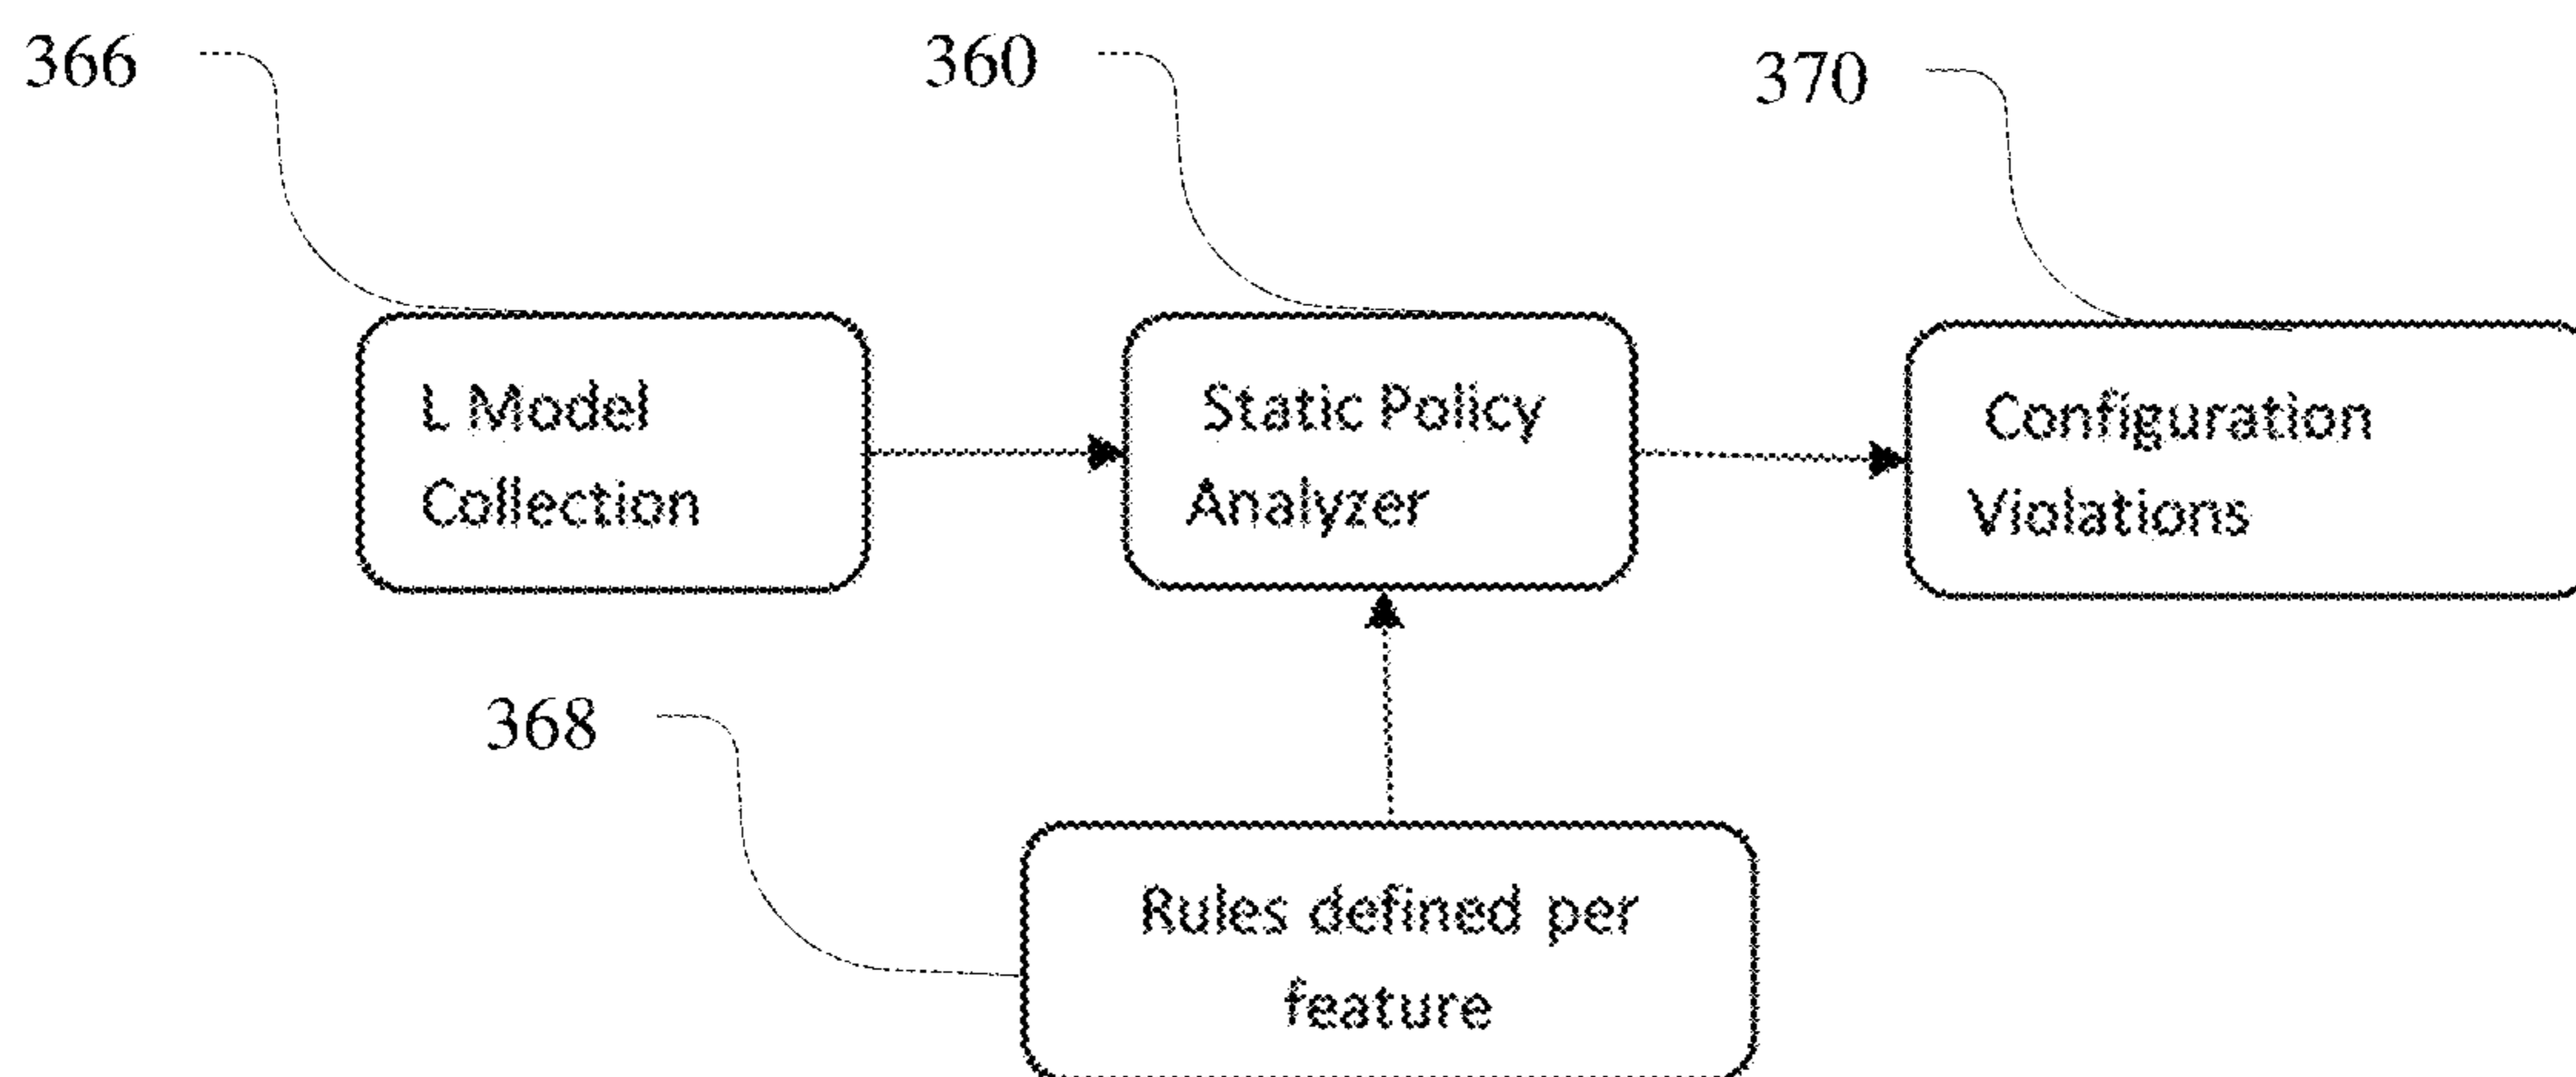 366
360
370
L Model
Collection
Static Policy
Analyzer
Configuration
Violations
368
Rules defined per
feature